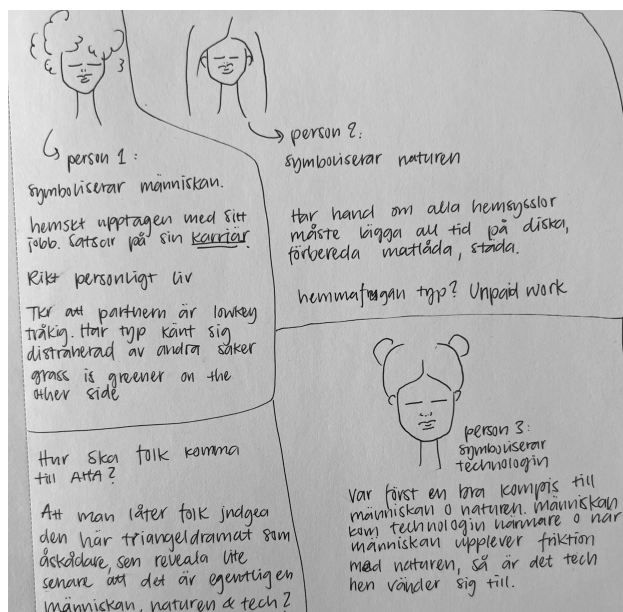 person 1:
symboliserar människan.
hemskt upptagen med sitt
jobb. satsar på sin karriär.
Rikt personligt liv
Tkr att partnern är lowkey
tråkig. Har typ känt sig
distraherad av andra saker
grass is greener on the
other side
person 2:
symboliserar naturen
Har hand om alla hemsysslor
måste lägga all tid på diska,
förbereda matlåda, städa.
hemmafrugan typ? Unpaid work
person 3:
symboliserar
technologin
var först en bra kompis till
människan o naturen. människan
kom technologin närmare o när
människan upplever friktion
med naturen, så är det tech
hen vänder sig till.
Hur ska folk komma
till AHA?
Att man låter folk jndgea
den här triangeldramat som
åskådare, sen reveala lite
senare att det är egentligen
människan, naturen & tech?